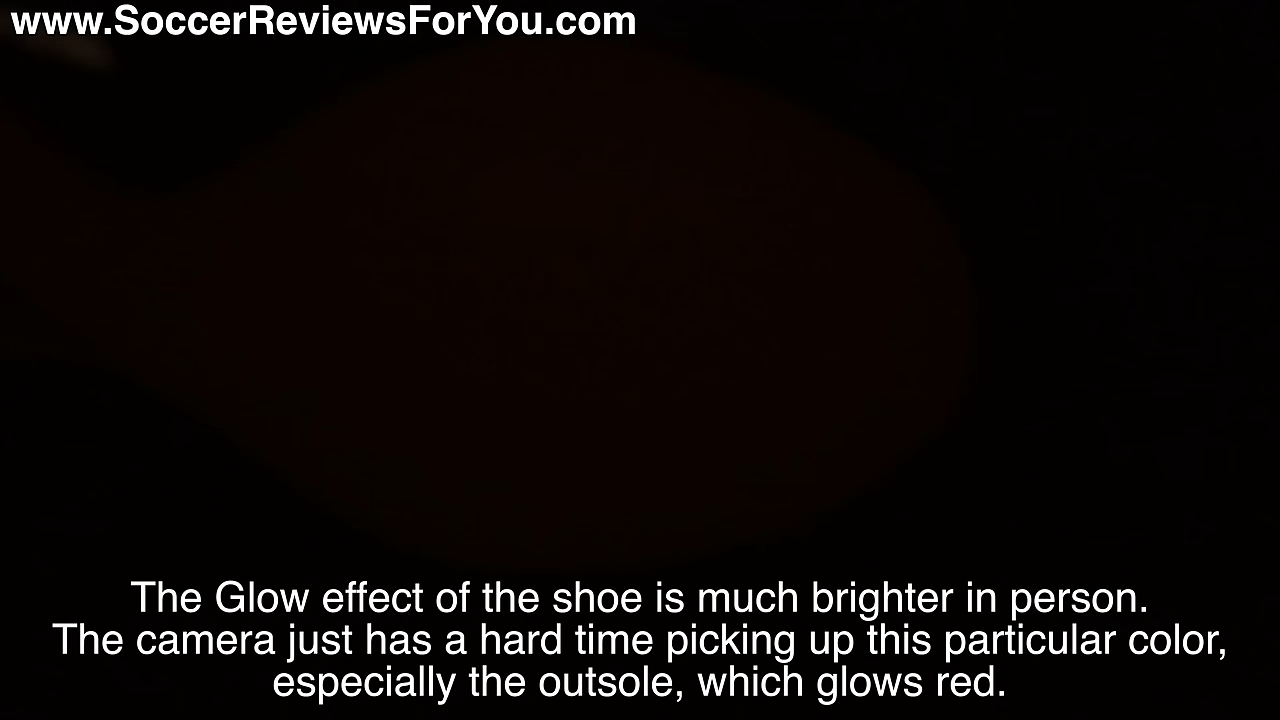 www.SoccerReviewsForYou.com
The Glow effect of the shoe is much brighter in person.
The camera just has a hard time picking up this particular color,
especially the outsole, which glows red.